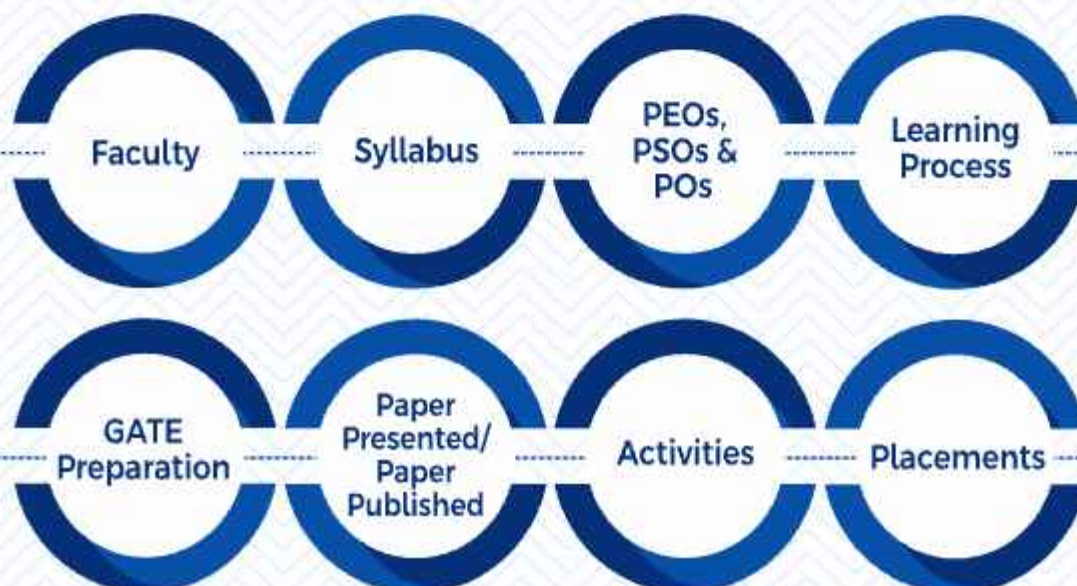 Faculty
Syllabus
PEOs,
PSOs &
POs
Learning
Process
GATE
Preparation
Paper
Presented/
Paper
Published
Activities
Placements